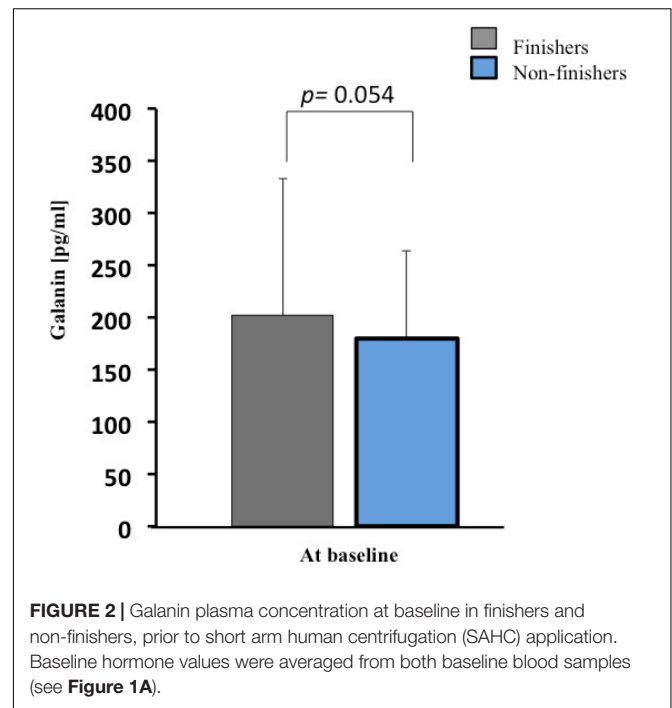 Finishers
Non-finishers
p= 0.054
400
350
300
250
200
150
100
50
0
Galanin [pg/ml]
At baseline
FIGURE 2 | Galanin plasma concentration at baseline in finishers and
non-finishers, prior to short arm human centrifugation (SAHC) application.
Baseline hormone values were averaged from both baseline blood samples
(see Figure 1A).